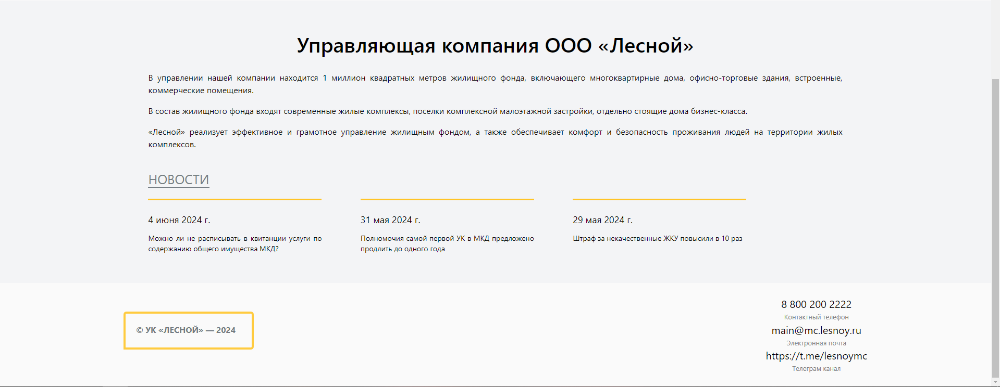 Управляющая компания ООО «Лесной»
В управлении нашей компании находится 1 миллион квадратных метров жилищного фонда, включающего многоквартирные дома, офисно-торговые здания, встроенные,
коммерческие помещения.
В состав жилищного фонда входят современные жилые комплексы, поселки комплексной малоэтажной застройки, отдельно стоящие дома бизнес-класса.
«Лесной» реализует эффективное и грамотное управление жилищным фондом, а также обеспечивает комфорт и безопасность проживания людей на территории жилых
комплексов.
НОВОСТИ
4 июня 2024 г.
Можно ли не расписывать в квитанции услуги по
содержанию общего имущества МКД?
31 мая 2024 г.
Полномочия самой первой УК в МКД предложено
продлить до одного года
29 мая 2024 г.
Штраф за некачественные ЖКУ повысили в 10 раз
© УК «ЛЕСНОЙ» — 2024
8 800 200 2222
Контактный телефон
main@mc.lesnoy.ru
Электронная почта
https://t.me/lesnoymc
Телеграм канал